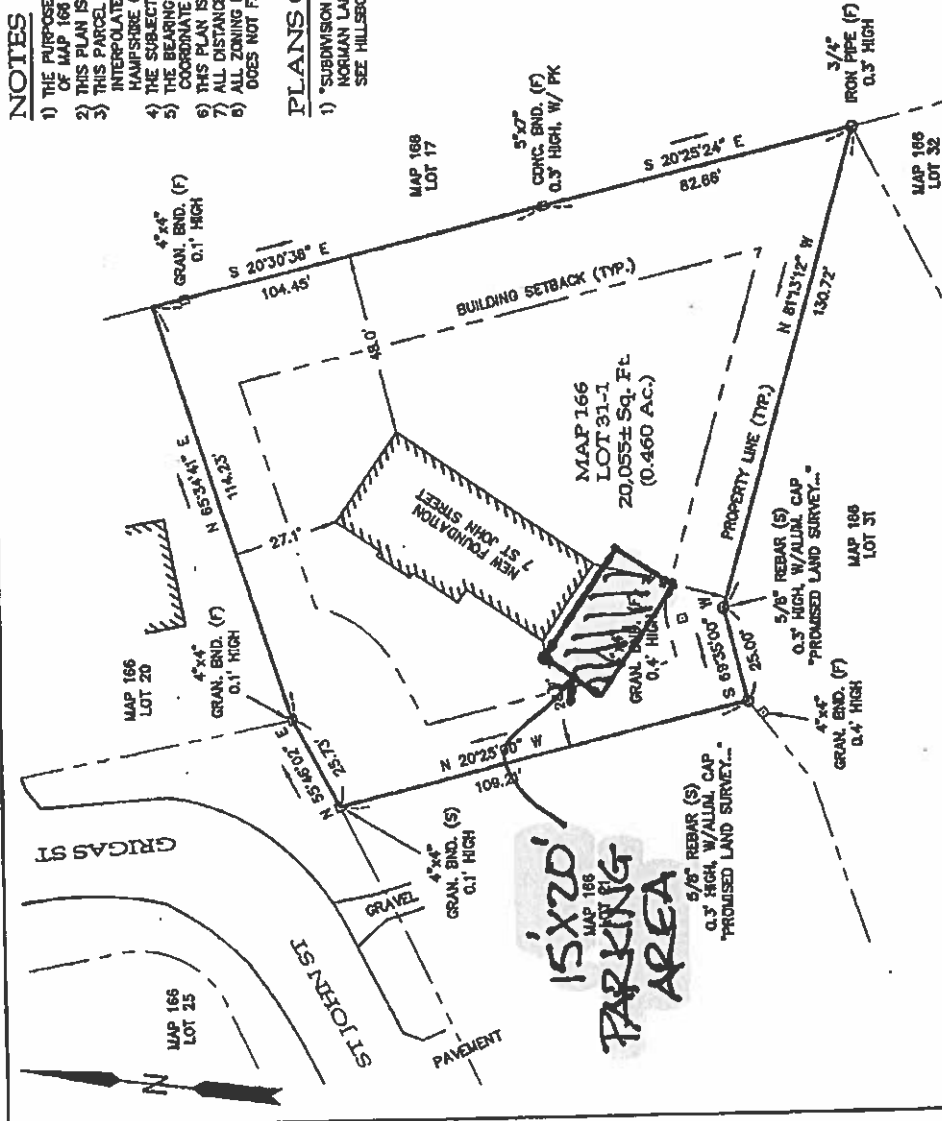 NOTES
1) THE PURPOSE
OF MAP 166
2) THIS PLAN IS
3) THIS PARCEL
INTERPOLATE
HAMPSHIRE
4) THE SUBJECT
5) THE BEARING
COORDINATE
6) THIS PLAN IS
7) ALL DISTANC
8) ALL ZONING
DOES NOT F
PLANS
1) "SUBDIVISION
NORMAN LA
SEE HILLSBO
4"x4"
GRAN. BND. (F)
0.1' HIGH
MAP 168
LOT 17
S 20°30'38" E
104.45'
5"x7"
CONC. BND. (F)
0.3' HIGH, W/ PK
S 20°25'24" E
82.66'
3/4"
IRON PIPE (F)
0.3' HIGH
MAP 166
LOT 32
N 65°34'41" E
114.23'
48.0'
BUILDING SETBACK (TYP.)
27.1'
NEW FOUNDATION
7 ST JOHN STREET
MAP 166
LOT 31-1
20,055± Sq. Ft.
(0.460 Ac.)
N 81°13'12" W
130.72'
PROPERTY LINE (TYP.)
MAP 166
LOT 20
4"x4"
GRAN. BND. (F)
0.1' HIGH
N 55°46'02" E
25.73'
GRAN. BND. (F)
0.4' HIGH
S 69°35'00" W
25.00'
5/8" REBAR (S)
0.3' HIGH, W/ALUM. CAP
"PROMISED LAND SURVEY..."
MAP 166
LOT 31
N 20°25'00" W
109.21'
GRIGAS ST
4"x4"
GRAN. BND. (S)
0.1' HIGH
GRAVEL
4"x4"
GRAN. BND. (F)
0.4' HIGH
5/8" REBAR (S)
0.3' HIGH, W/ALUM. CAP
"PROMISED LAND SURVEY..."
15'X20'
MAP 166
PARKING
AREA
MAP 166
LOT 25
ST JOHN ST
PAVEMENT
N